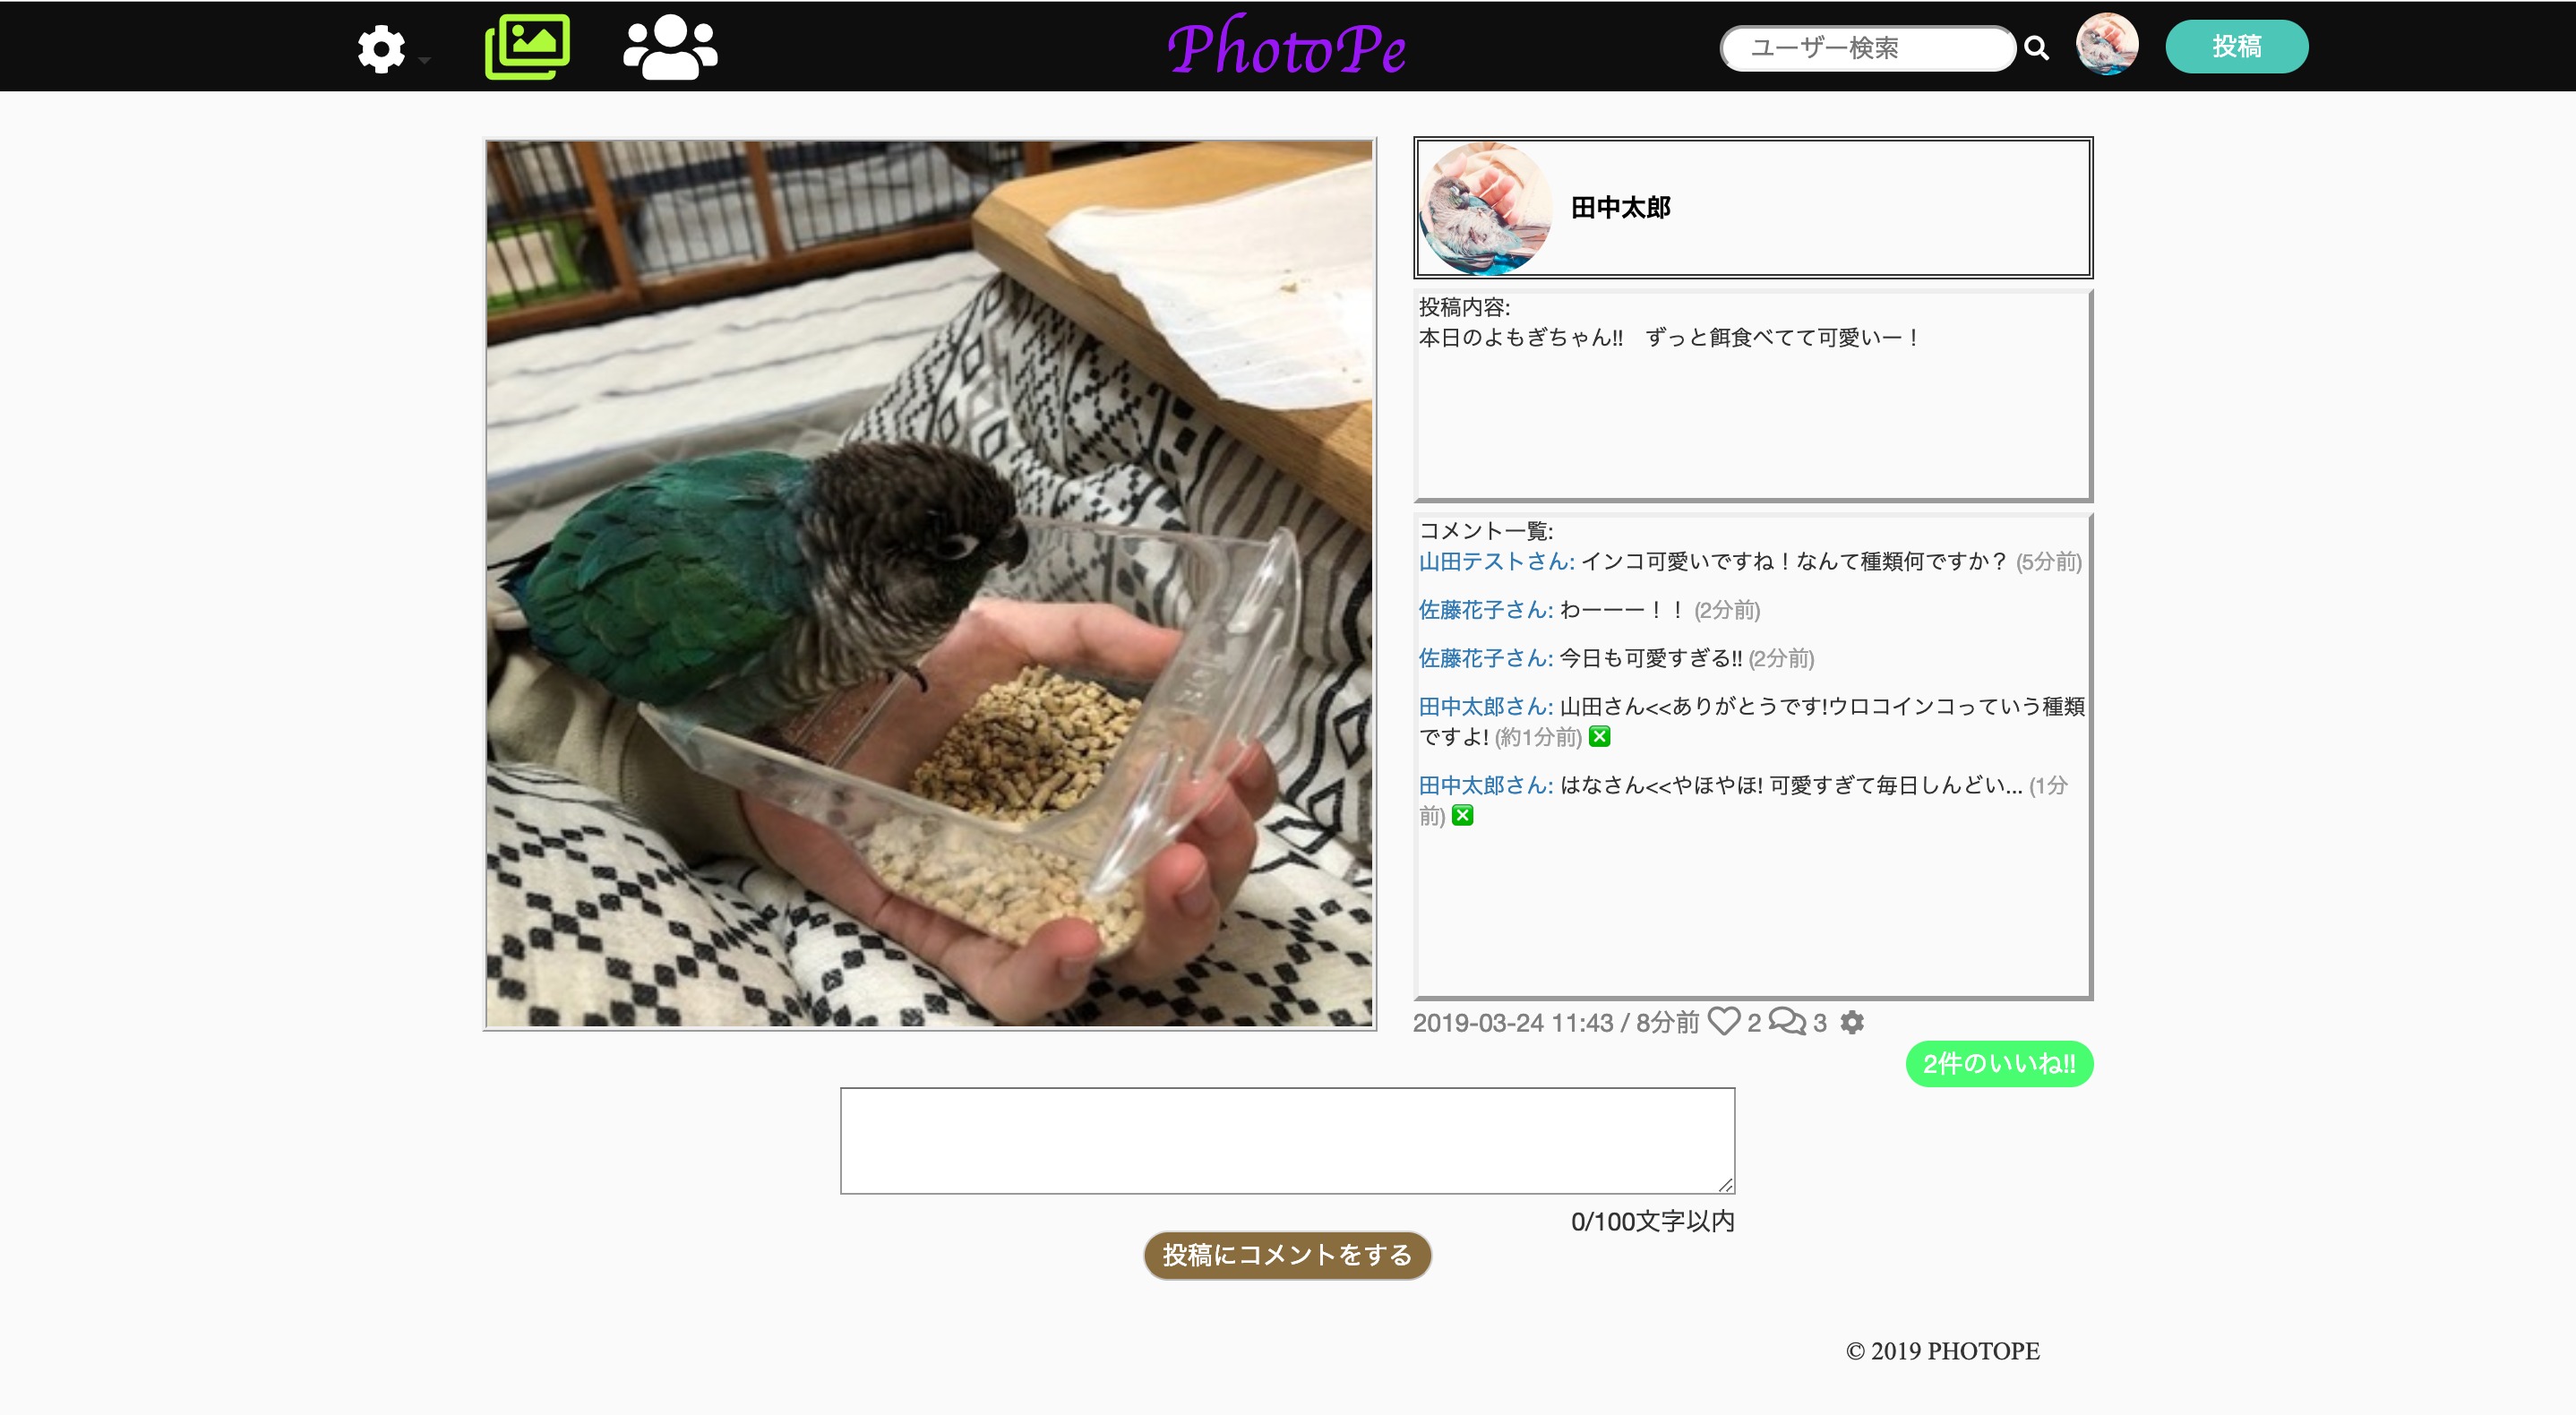 PhotoPe
ユーザー検索
投稿
田中太郎
投稿内容:
本日のよもぎちゃん!!　ずっと餌食べてて可愛いー！
コメント一覧:
山田テストさん: インコ可愛いですね！なんて種類何ですか？ (5分前)
佐藤花子さん: わーーー！！ (2分前)
佐藤花子さん: 今日も可愛すぎる!! (2分前)
田中太郎さん: 山田さん<<ありがとうです!ウロコインコっていう種類
ですよ! (約1分前)
田中太郎さん: はなさん<<やほやほ! 可愛すぎて毎日しんどい... (1分
前)
2019-03-24 11:43 / 8分前 2 3
2件のいいね!!
0/100文字以内
投稿にコメントをする
© 2019 PHOTOPE